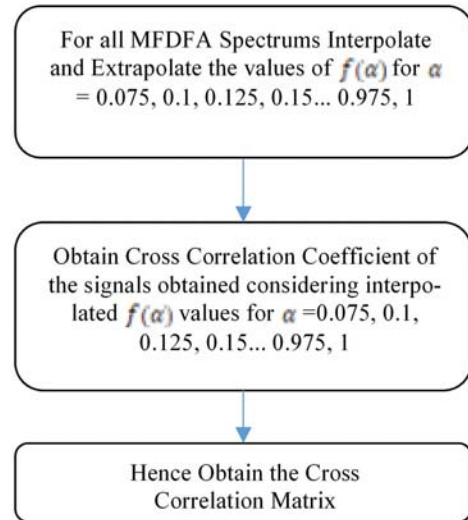 For all MFDFA Spectrums Interpolate
and Extrapolate the values of f(α) for α
= 0.075, 0.1, 0.125, 0.15... 0.975, 1
Obtain Cross Correlation Coefficient of
the signals obtained considering interpo-
lated f(α) values for α =0.075, 0.1,
0.125, 0.15... 0.975, 1
Hence Obtain the Cross
Correlation Matrix